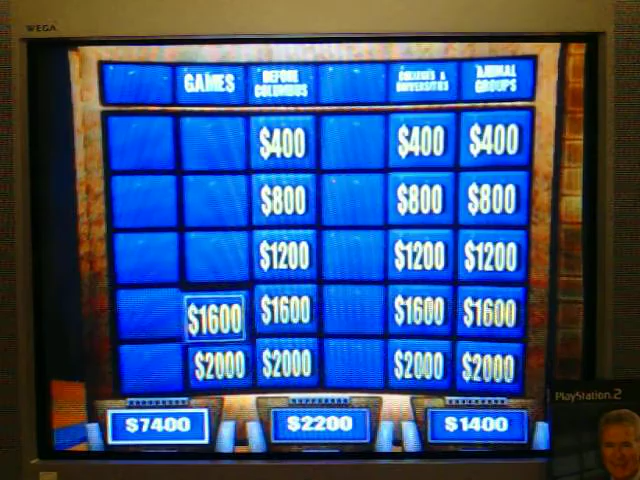 WEGA
GAMES
BEFORE
COLUMBUS
COLLEGES &
UNIVERSITIES
ANIMAL
GROUPS
$400 $400 $400
$800 $800 $800
$1200 $1200 $1200
$1600 $1600 $1600 $1600
$2000 $2000 $2000 $2000
$7400 $2200 $1400
PlayStation.2